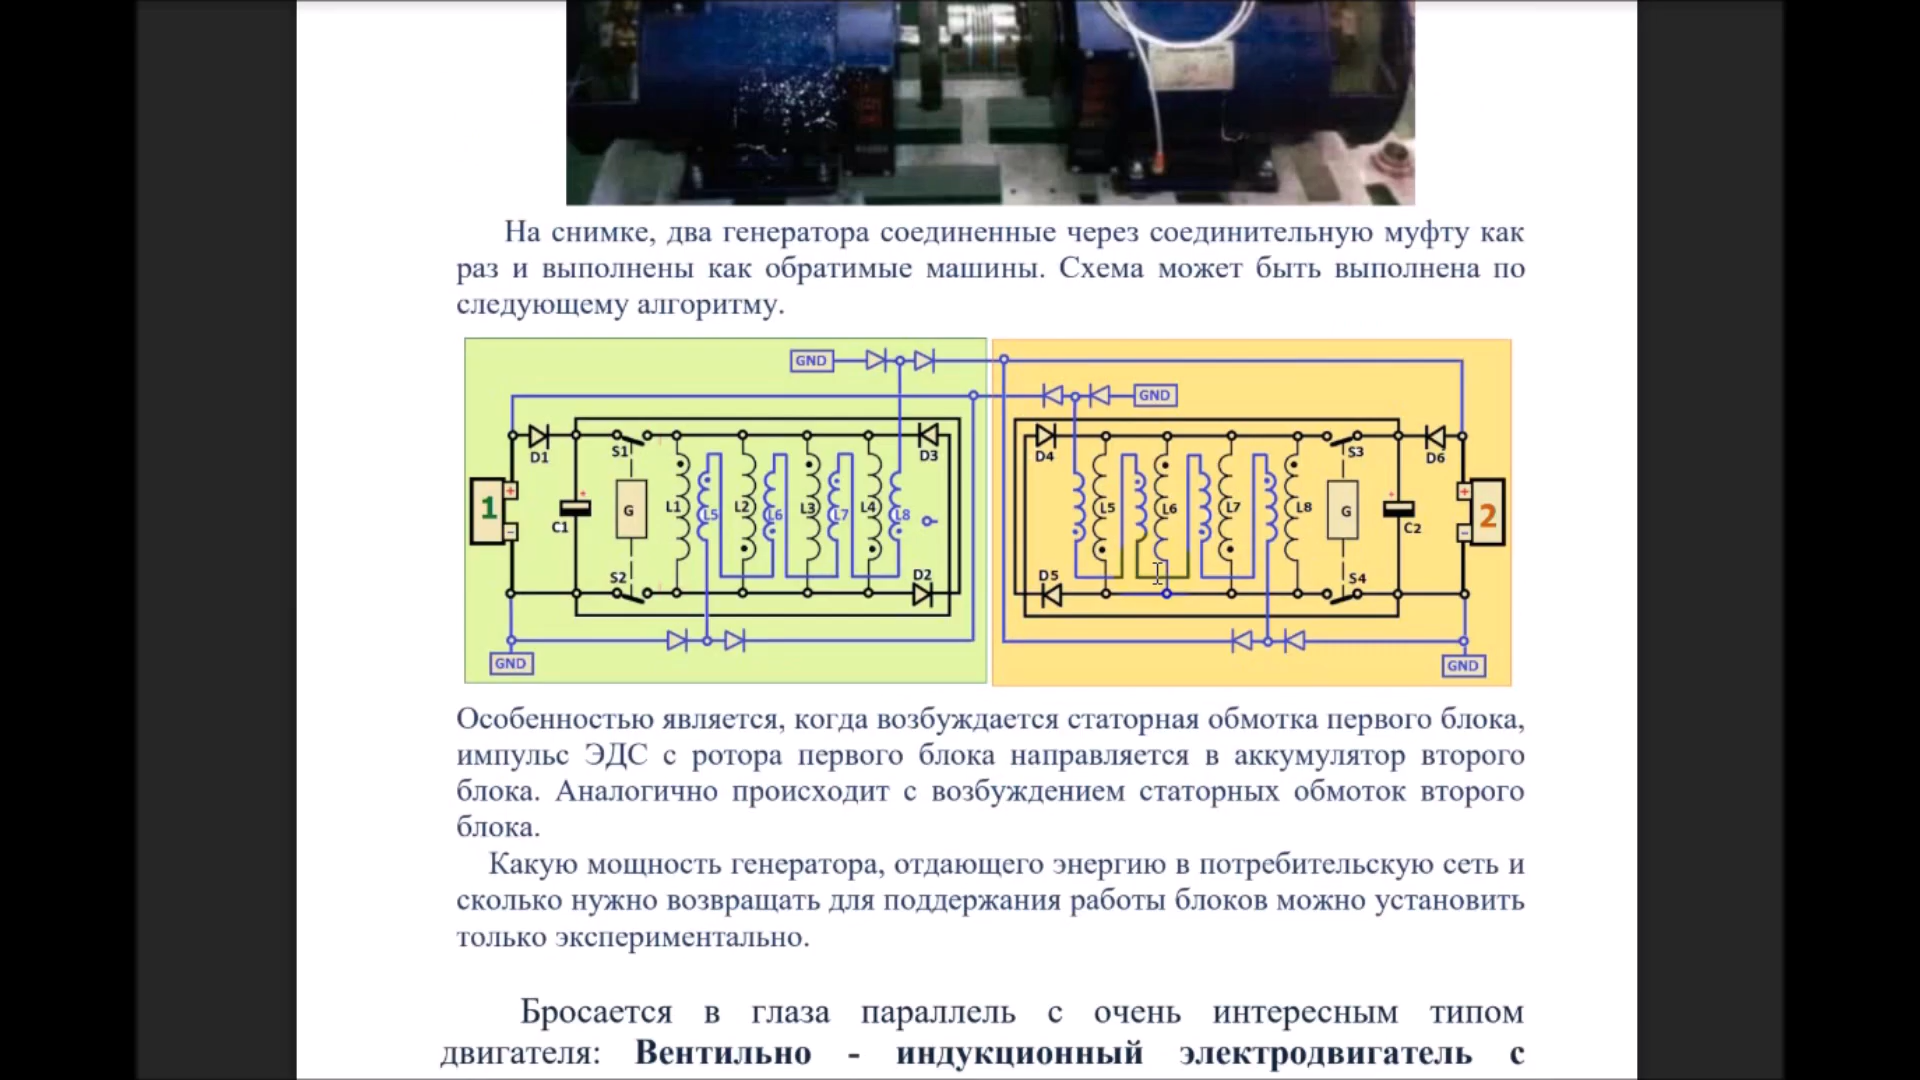 На снимке, два генератора соединенные через соединительную муфту как
раз и выполнены как обратимые машины. Схема может быть выполнена по
следующему алгоритму.
GND
GND
D1 S1 D3 D4 S3 D6
1 + - C1 G L1 L5 L2 L6 L3 L7 L4 L8
L5 L6 L7 L8 G C2 + - 2
S2 D2 D5 S4
GND GND
Особенностью является, когда возбуждается статорная обмотка первого блока,
импульс ЭДС с ротора первого блока направляется в аккумулятор второго
блока. Аналогично происходит с возбуждением статорных обмоток второго
блока.
Какую мощность генератора, отдающего энергию в потребительскую сеть и
сколько нужно возвращать для поддержания работы блоков можно установить
только экспериментально.
Бросается в глаза параллель с очень интересным типом
двигателя: Вентильно - индукционный электродвигатель с